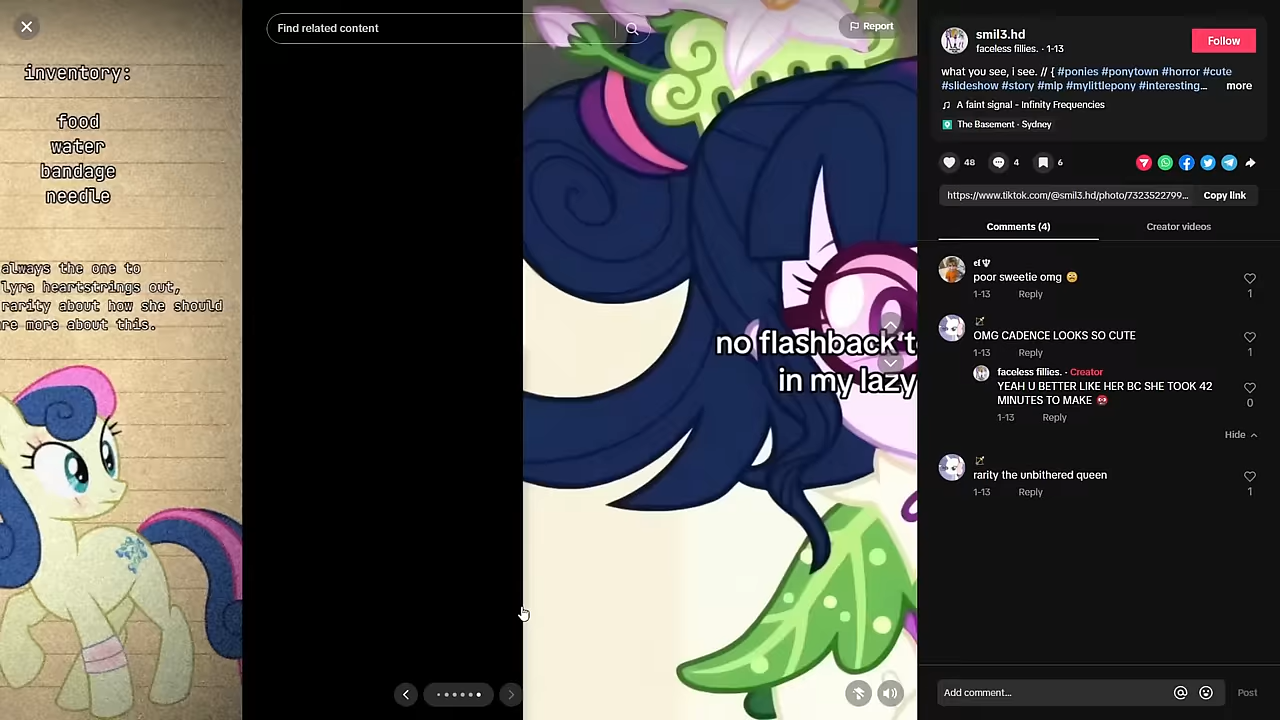 inventory:
food
water
bandage
needle
always the one to
lyra heartstrings out,
rarity about how she should
re more about this.
Find related content
Report
no flashback t
in my lazy
smil3.hd
faceless fillies. · 1-13
Follow
what you see, i see. // { #ponies #ponytown #horror #cute
#slideshow #story #mlp #mylittlepony #interesting... more
A faint signal - Infinity Frequencies
The Basement · Sydney
48
4
6
https://www.tiktok.com/@smil3.hd/photo/7323522799...
Copy link
Comments (4)
Creator videos
poor sweetie omg 😕
1-13 Reply
1
OMG CADENCE LOOKS SO CUTE
1-13 Reply
1
faceless fillies. · Creator
YEAH U BETTER LIKE HER BC SHE TOOK 42
MINUTES TO MAKE
1-13 Reply
0
Hide
rarity the unbithered queen
1-13 Reply
1
Add comment...
Post